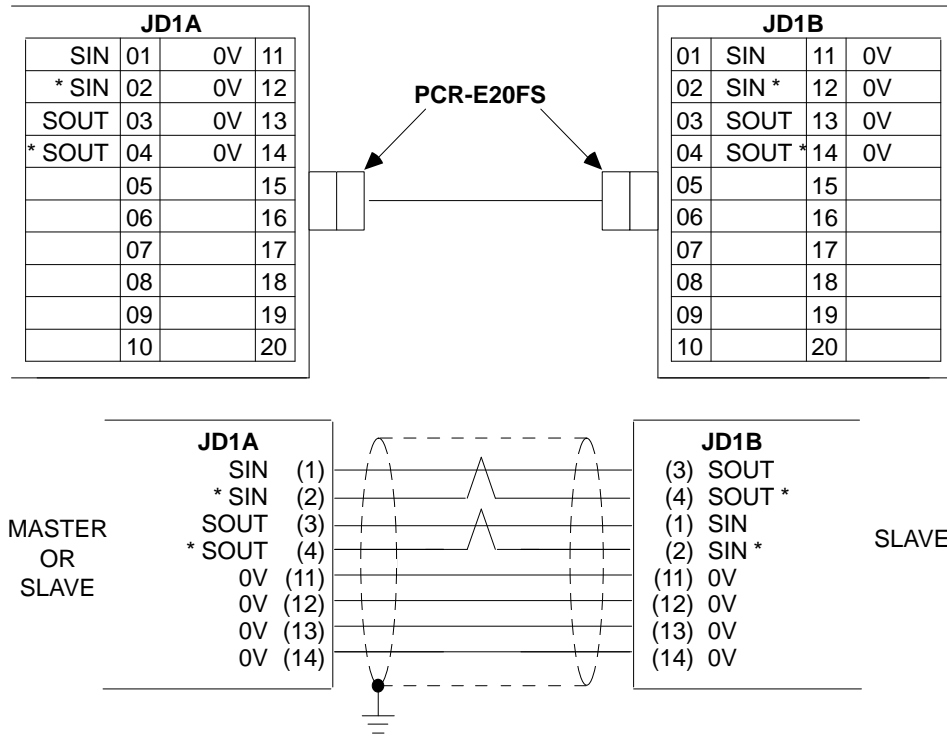 JD1A
SIN 01 0V 11
* SIN 02 0V 12
SOUT 03 0V 13
* SOUT 04 0V 14
05 15
06 16
07 17
08 18
09 19
10 20
PCR-E20FS
JD1B
01 SIN 11 0V
02 SIN * 12 0V
03 SOUT 13 0V
04 SOUT * 14 0V
05 15
06 16
07 17
08 18
09 19
10 20
MASTER
OR
SLAVE
JD1A
SIN (1)
* SIN (2)
SOUT (3)
* SOUT (4)
0V (11)
0V (12)
0V (13)
0V (14)
JD1B
(3) SOUT
(4) SOUT *
(1) SIN
(2) SIN *
(11) 0V
(12) 0V
(13) 0V
(14) 0V
SLAVE